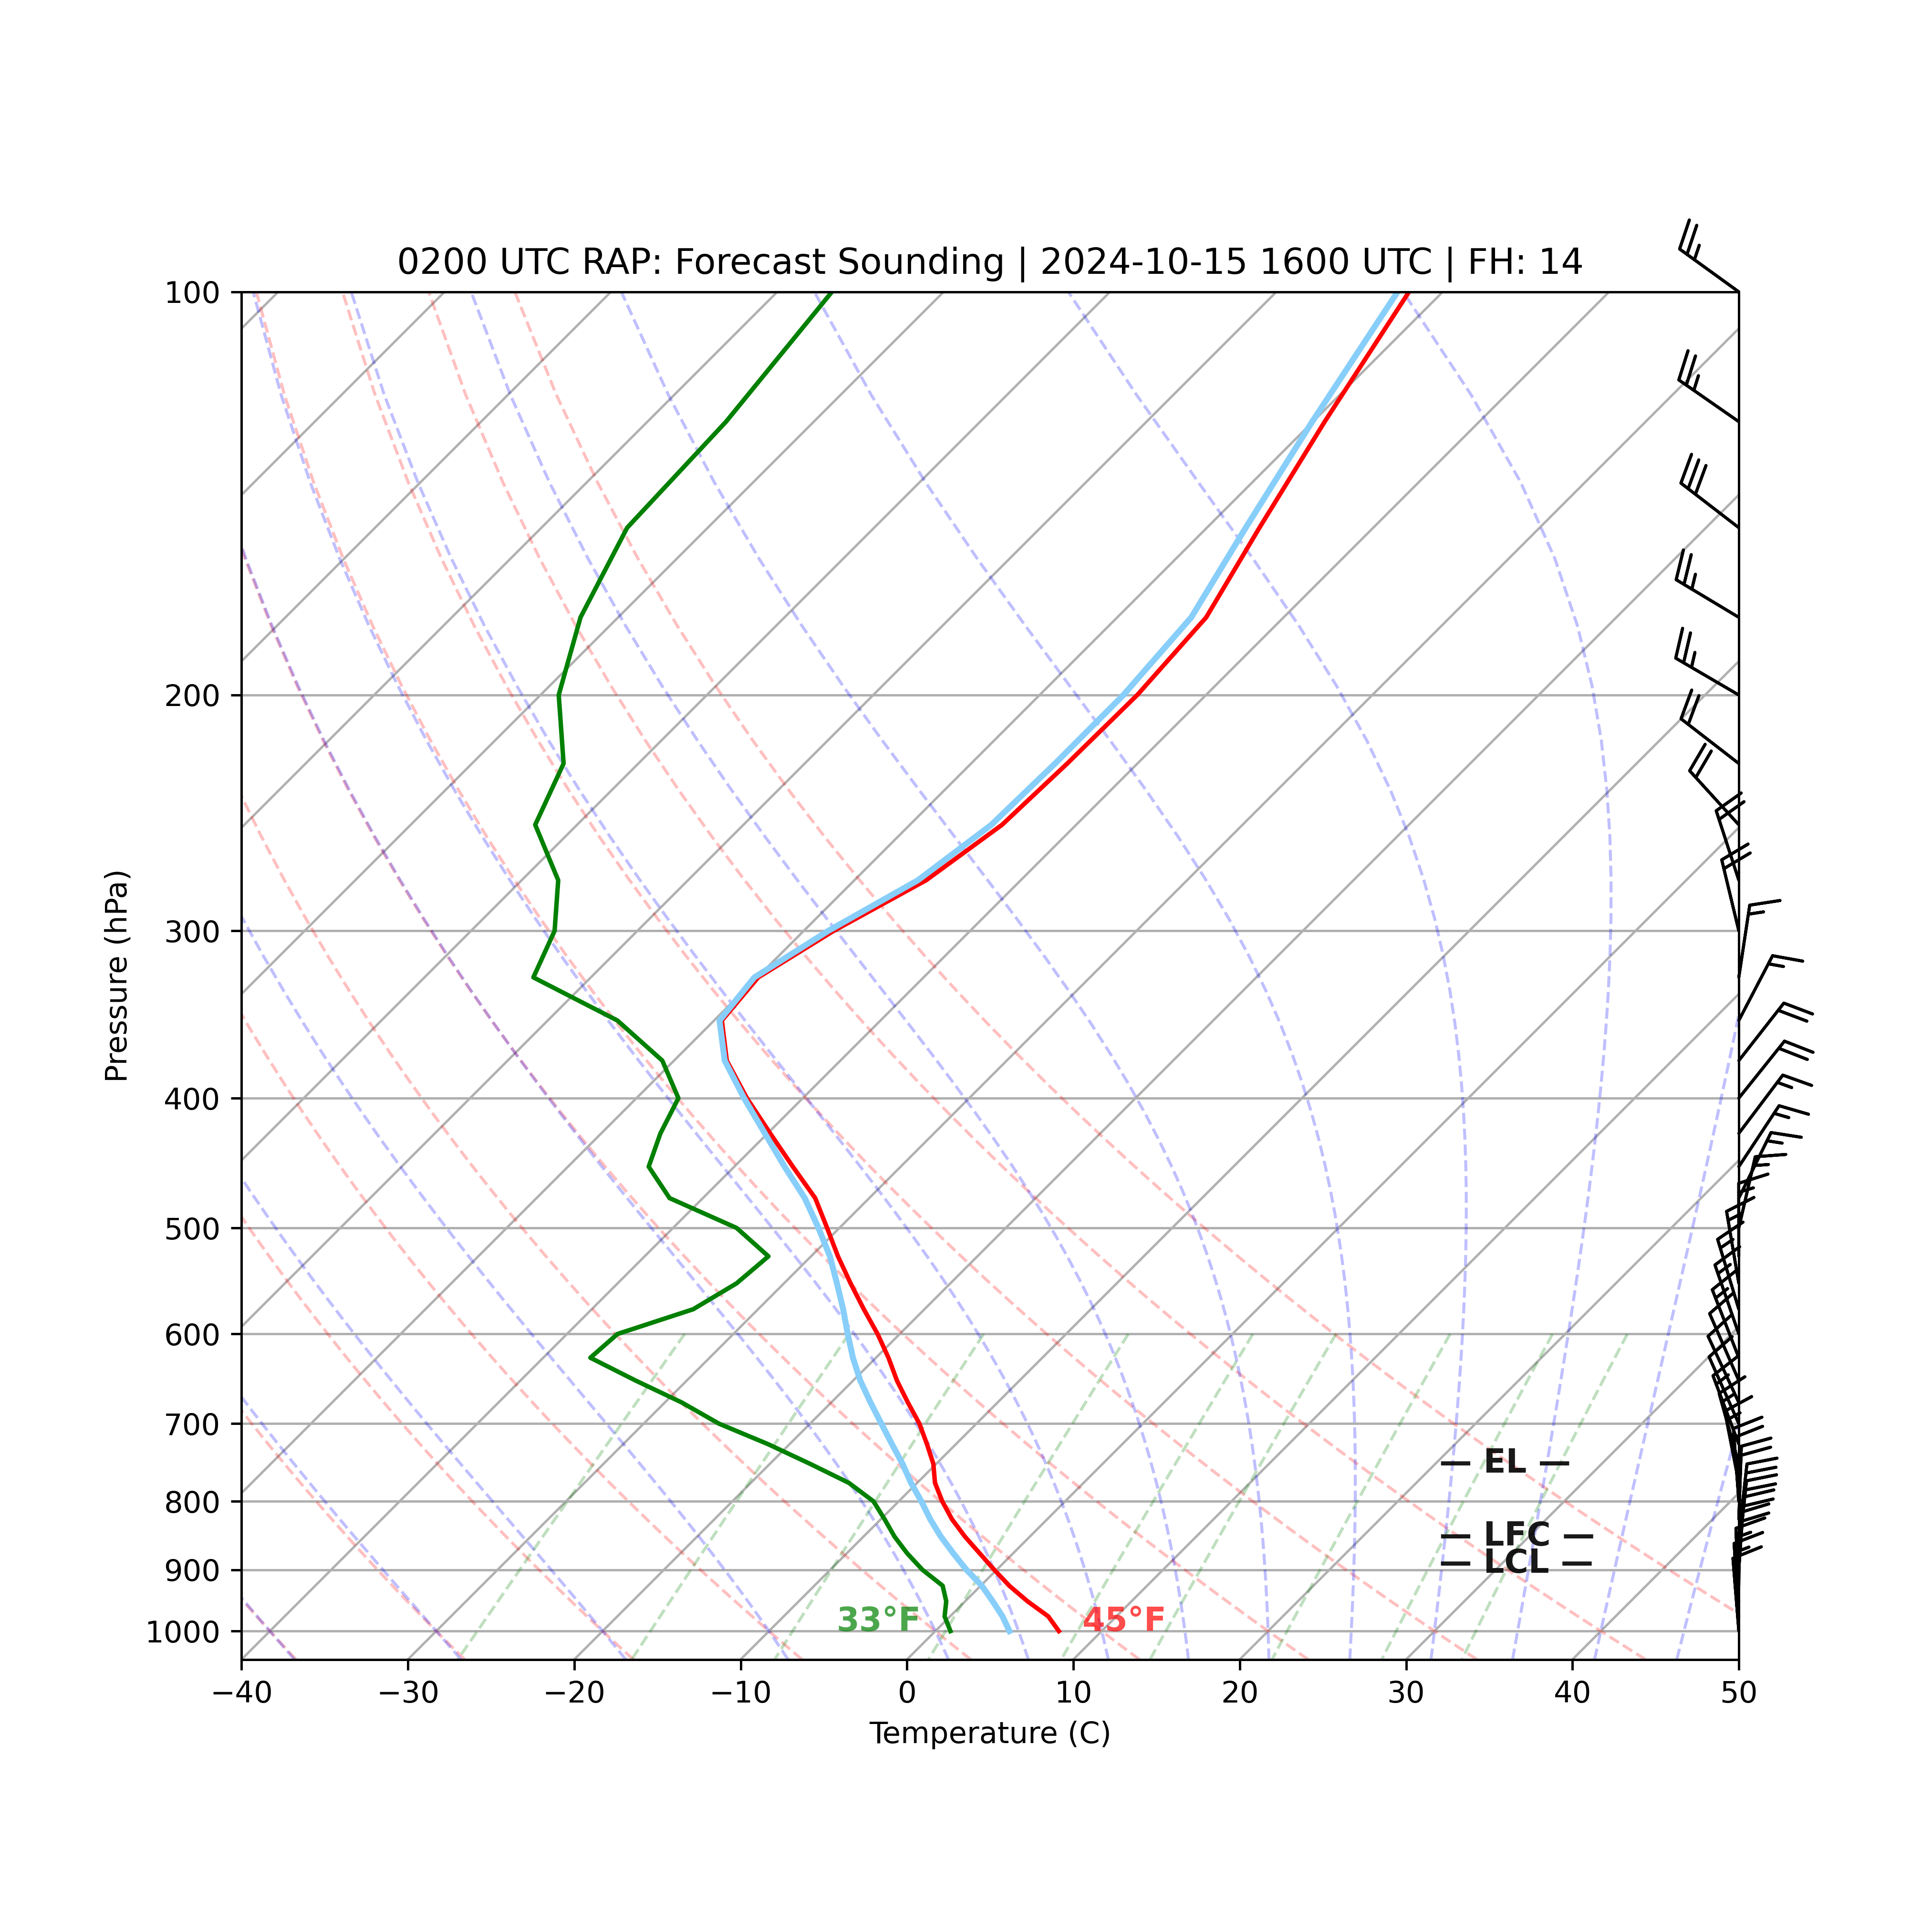 0200 UTC RAP: Forecast Sounding | 2024-10-15 1600 UTC | FH: 14
100
200
300
400
500
600
700
800
900
1000
Pressure (hPa)
— EL —
— LFC —
— LCL —
33°F
45°F
−40 −30 −20 −10 0 10 20 30 40 50
Temperature (C)